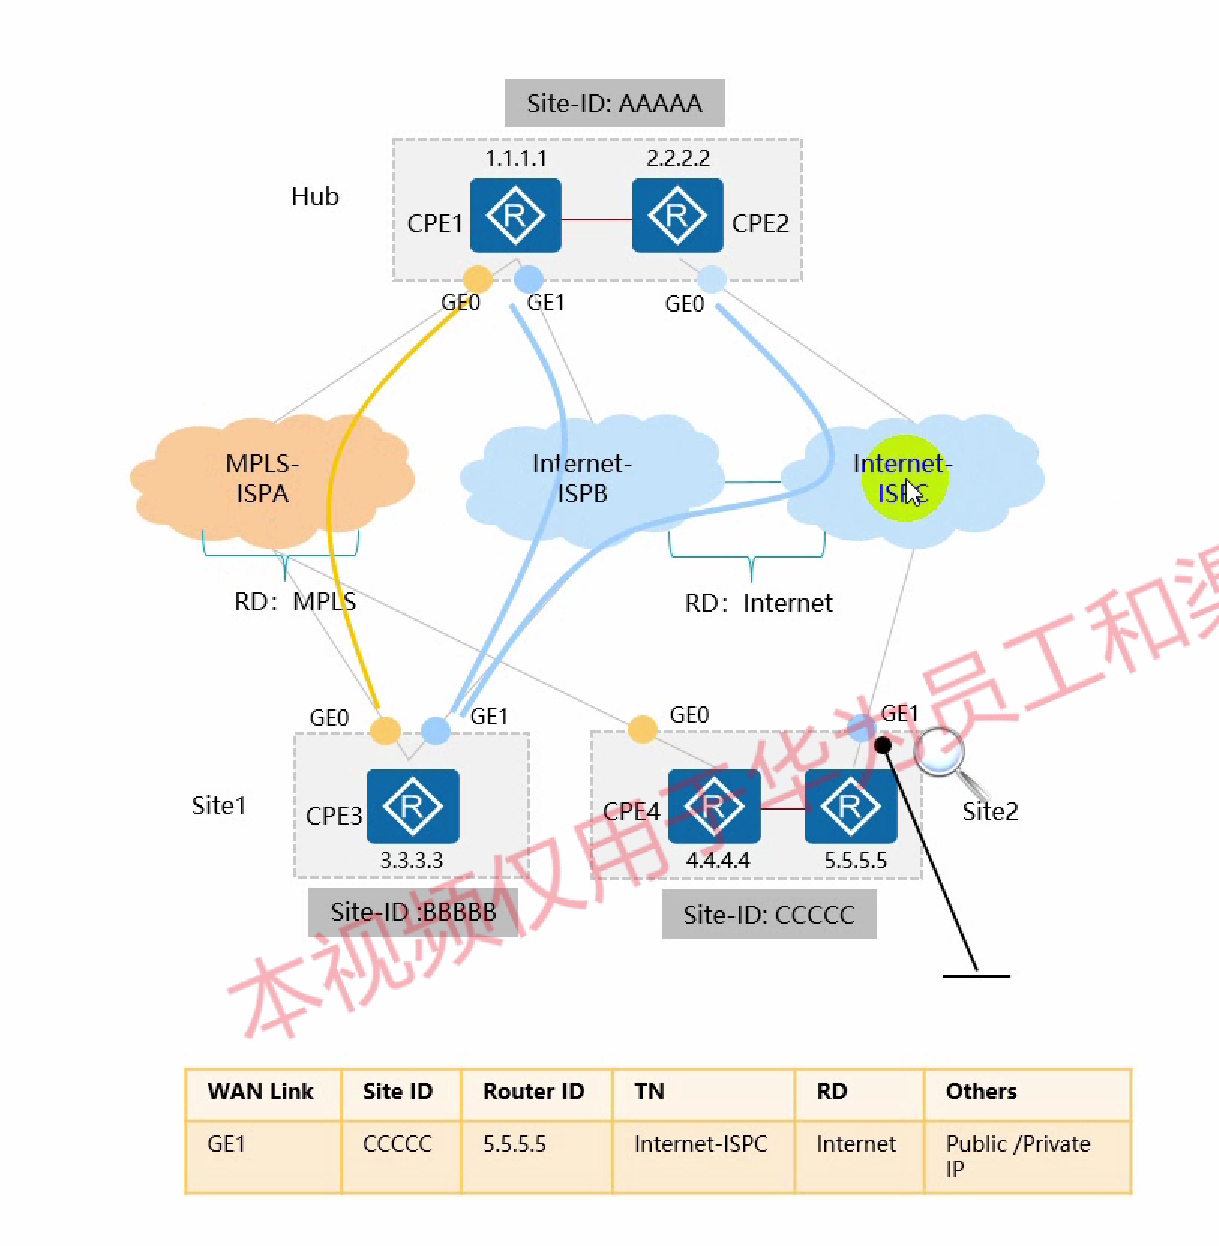 Site-ID: AAAAA
1.1.1.1
2.2.2.2
Hub
CPE1
R
R
CPE2
GE0
GE1
GE0
MPLS-
ISPA
Internet-
ISPB
Internet-
ISPC
RD: MPLS
RD: Internet
GE0
GE1
GE0
GE1
Site1
CPE3
R
CPE4
R
R
Site2
3.3.3.3
4.4.4.4
5.5.5.5
Site-ID :BBBBB
Site-ID: CCCCC
本视频仅用于华为员工和渠
WAN Link Site ID Router ID TN RD Others
GE1 CCCCC 5.5.5.5 Internet-ISPC Internet Public /Private
IP